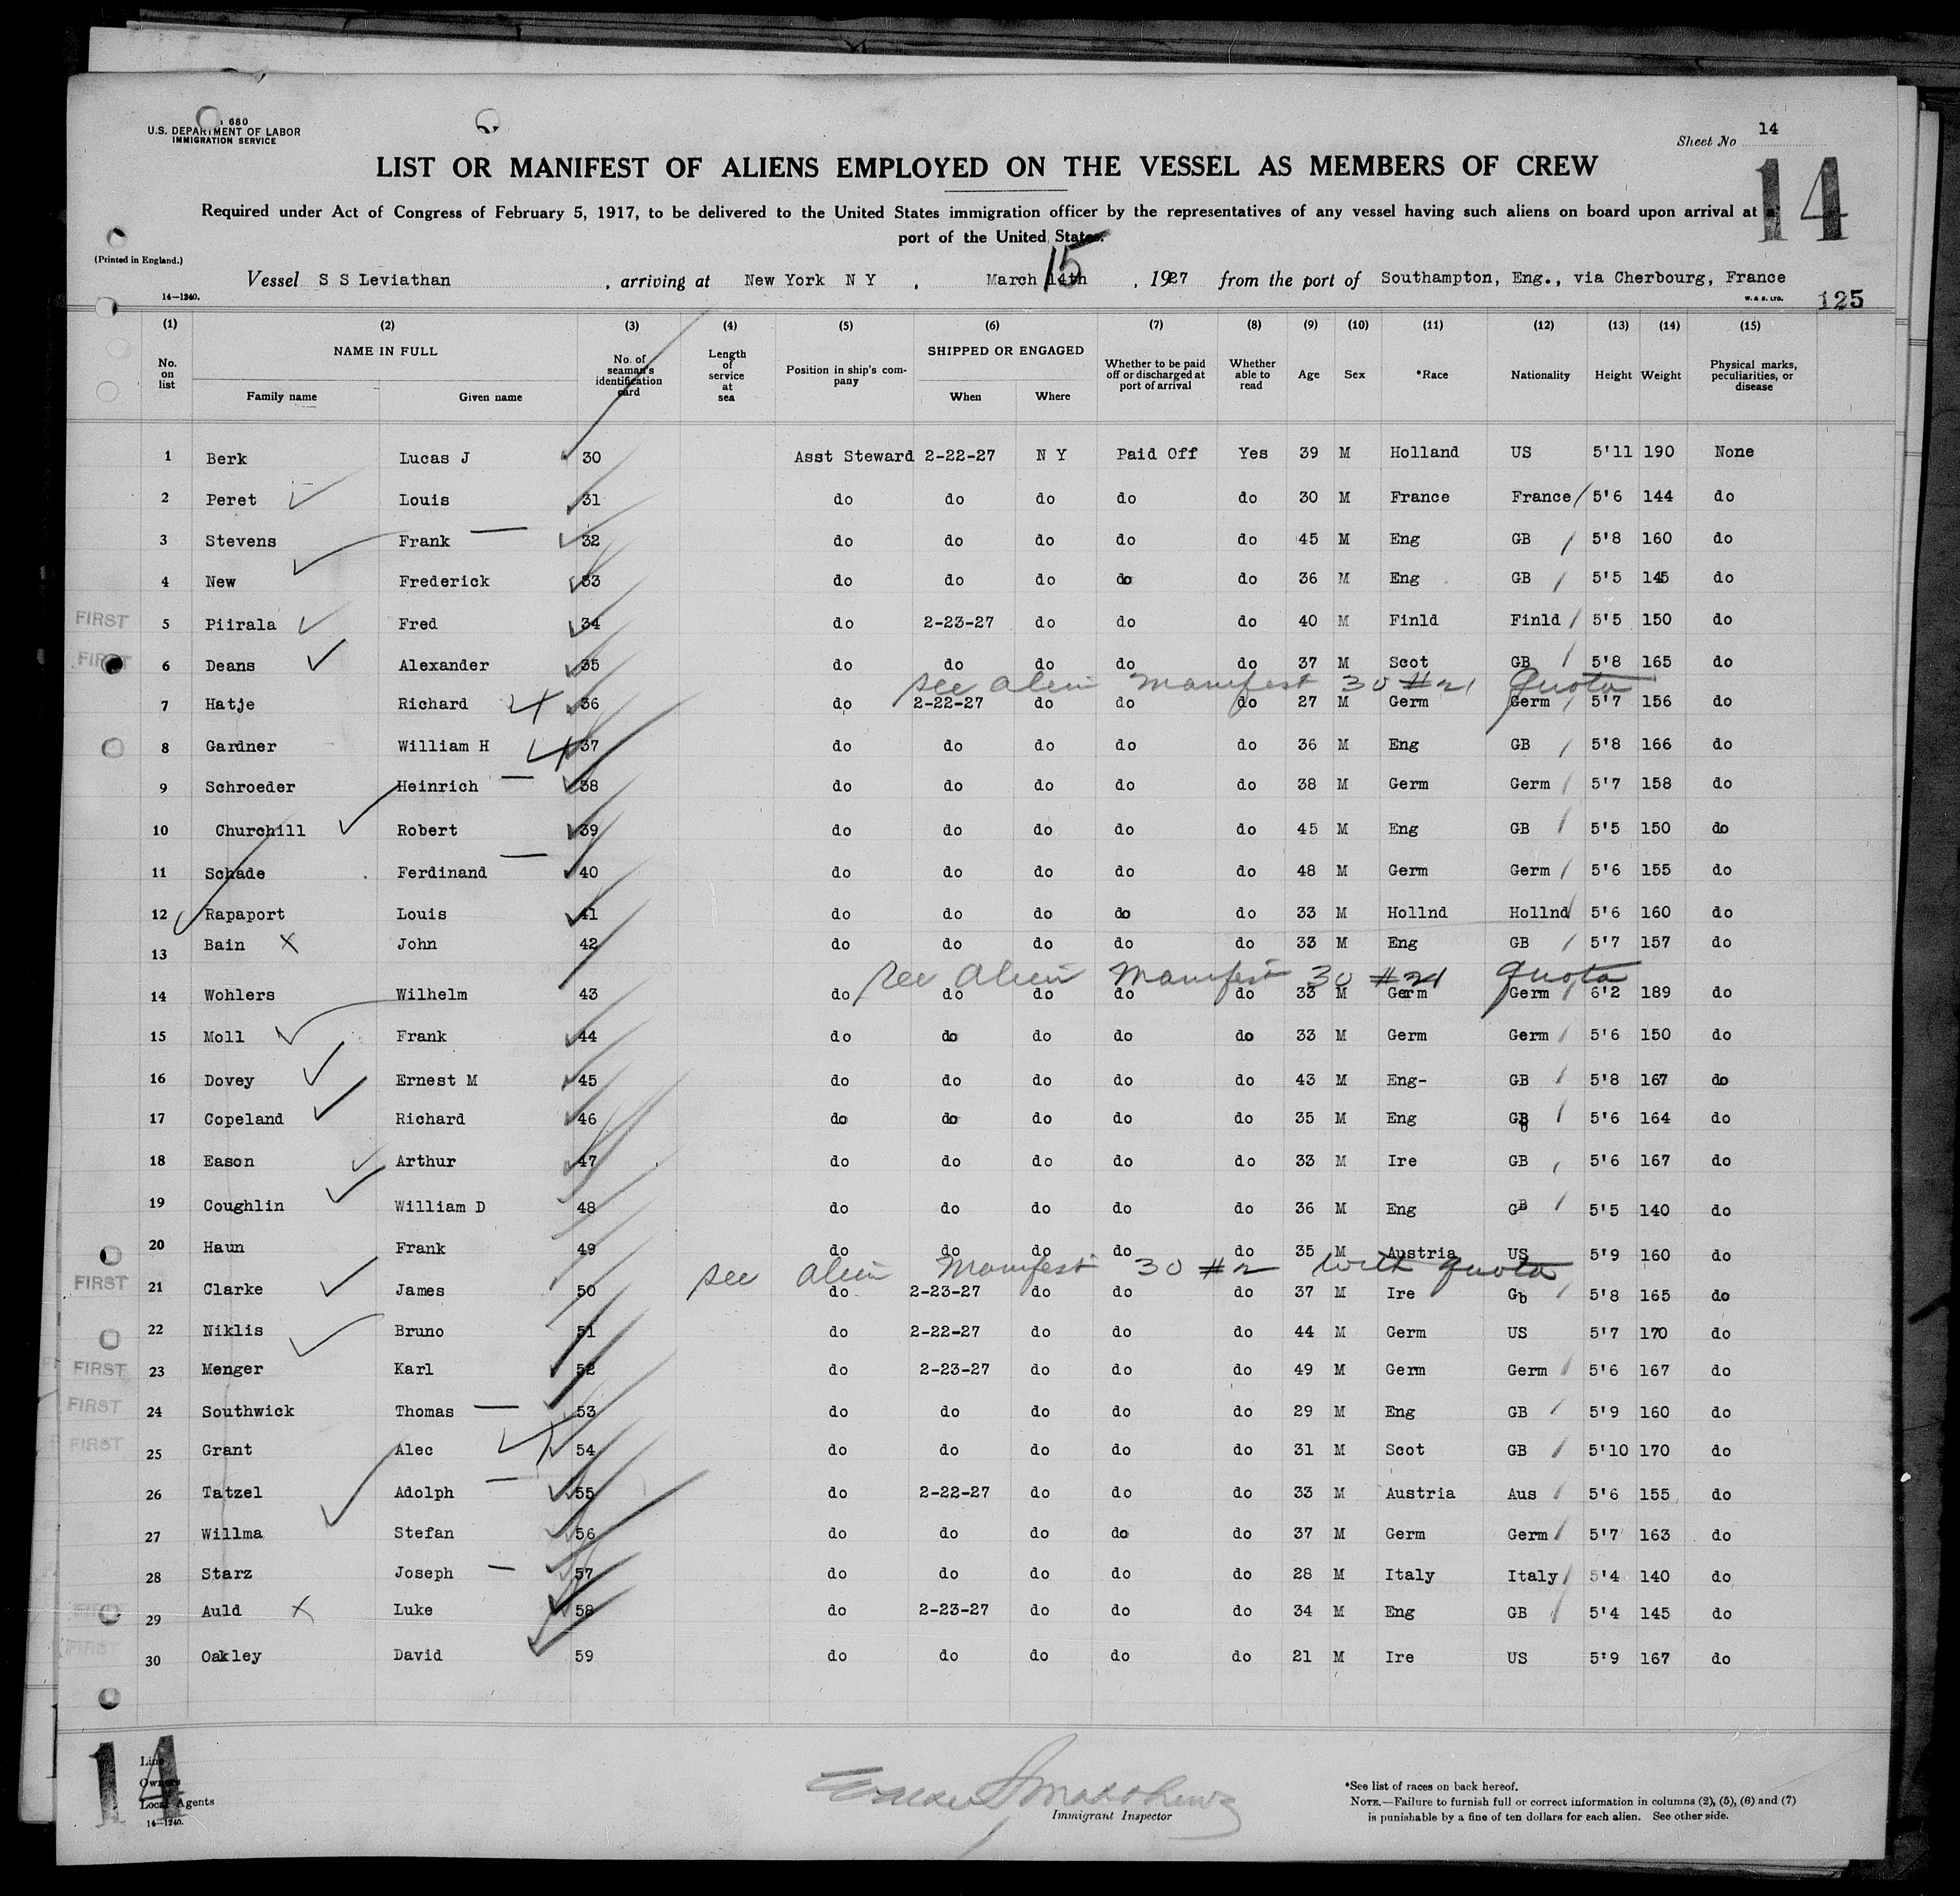 680
U.S. DEPARTMENT OF LABOR
IMMIGRATION SERVICE
Sheet No 14
14
LIST OR MANIFEST OF ALIENS EMPLOYED ON THE VESSEL AS MEMBERS OF CREW
Required under Act of Congress of February 5, 1917, to be delivered to the United States immigration officer by the representatives of any vessel having such aliens on board upon arrival at a
port of the United States.
(Printed in England.)
Vessel S S Leviathan , arriving at New York N Y , March 14th 15 , 1927 from the port of Southampton, Eng., via Cherbourg, France
14—1240.
W. & S. LTD.
125
(1) (2) (3) (4) (5) (6) (7) (8) (9) (10) (11) (12) (13) (14) (15)
No. on list NAME IN FULL Family name Given name No. of seaman's identification card Length of service at sea Position in ship's company SHIPPED OR ENGAGED When Where Whether to be paid off or discharged at port of arrival Whether able to read Age Sex *Race Nationality Height Weight Physical marks, peculiarities, or disease
1 Berk Lucas J 30 Asst Steward 2-22-27 N Y Paid Off Yes 39 M Holland US 5'11 190 None
2 Peret Louis 31 do do do do do 30 M France France 5'6 144 do
3 Stevens Frank 32 do do do do do 45 M Eng GB 5'8 160 do
4 New Frederick 33 do do do do do 36 M Eng GB 5'5 145 do
FIRST 5 Piirala Fred 34 do 2-23-27 do do do 40 M Finld Finld 5'5 150 do
FIRST 6 Deans Alexander 35 do do do do do 37 M Scot GB 5'8 165 do
see alien manifest 30 #21 Quota
7 Hatje Richard 36 do 2-22-27 do do do 27 M Germ Germ 5'7 156 do
8 Gardner William H 37 do do do do do 36 M Eng GB 5'8 166 do
9 Schroeder Heinrich 38 do do do do do 38 M Germ Germ 5'7 158 do
10 Churchill Robert 39 do do do do do 45 M Eng GB 5'5 150 do
11 Schade Ferdinand 40 do do do do do 48 M Germ Germ 5'6 155 do
12 Rapaport Louis 41 do do do do do 33 M Hollnd Hollnd 5'6 160 do
13 Bain John 42 do do do do do 33 M Eng GB 5'7 157 do
see alien manifest 30 #21 quota
14 Wohlers Wilhelm 43 do do do do do 33 M Germ Germ 6'2 189 do
15 Moll Frank 44 do do do do do 33 M Germ Germ 5'6 150 do
16 Dovey Ernest M 45 do do do do do 43 M Eng- GB 5'8 167 do
17 Copeland Richard 46 do do do do do 35 M Eng GB 5'6 164 do
18 Eason Arthur 47 do do do do do 33 M Ire GB 5'6 167 do
19 Coughlin William D 48 do do do do do 36 M Eng GB 5'5 140 do
20 Haun Frank 49 do do do do do 35 M Austria US 5'9 160 do
see alien manifest 30 #2 with quota
FIRST 21 Clarke James 50 do 2-23-27 do do do 37 M Ire Gb 5'8 165 do
22 Niklis Bruno 51 do 2-22-27 do do do 44 M Germ US 5'7 170 do
FIRST 23 Menger Karl 52 do 2-23-27 do do do 49 M Germ Germ 5'6 167 do
FIRST 24 Southwick Thomas 53 do do do do do 29 M Eng GB 5'9 160 do
FIRST 25 Grant Alec 54 do do do do do 31 M Scot GB 5'10 170 do
26 Tatzel Adolph 55 do 2-22-27 do do do 33 M Austria Aus 5'6 155 do
27 Willma Stefan 56 do do do do do 37 M Germ Germ 5'7 163 do
28 Starz Joseph 57 do do do do do 28 M Italy Italy 5'4 140 do
FIRST 29 Auld Luke 58 do 2-23-27 do do do 34 M Eng GB 5'4 145 do
FIRST 30 Oakley David 59 do do do do do 21 M Ire US 5'9 167 do
14
Line
Owners
Local Agents
14—1240.
Immigrant Inspector
*See list of races on back hereof.
NOTE.—Failure to furnish full or correct information in columns (2), (5), (6) and (7)
is punishable by a fine of ten dollars for each alien. See other side.